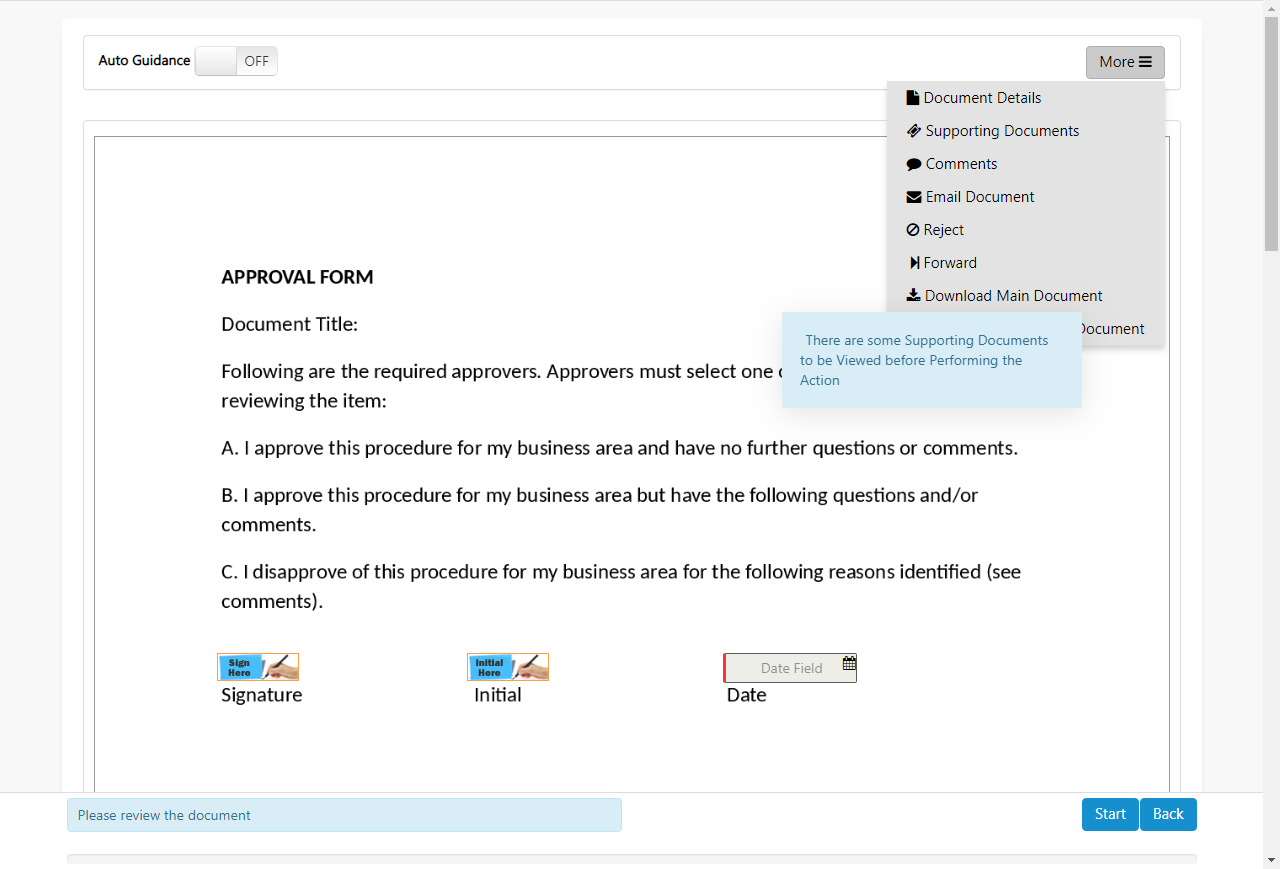 Auto Guidance OFF More
Document Details
Supporting Documents
Comments
Email Document
Reject
Forward
Download Main Document
Document
There are some Supporting Documents
to be Viewed before Performing the
Action
APPROVAL FORM
Document Title:
Following are the required approvers. Approvers must select one
reviewing the item:
A. I approve this procedure for my business area and have no further questions or comments.
B. I approve this procedure for my business area but have the following questions and/or
comments.
C. I disapprove of this procedure for my business area for the following reasons identified (see
comments).
Sign
Here
Initial
Here
Date Field
Signature Initial Date
Please review the document Start Back